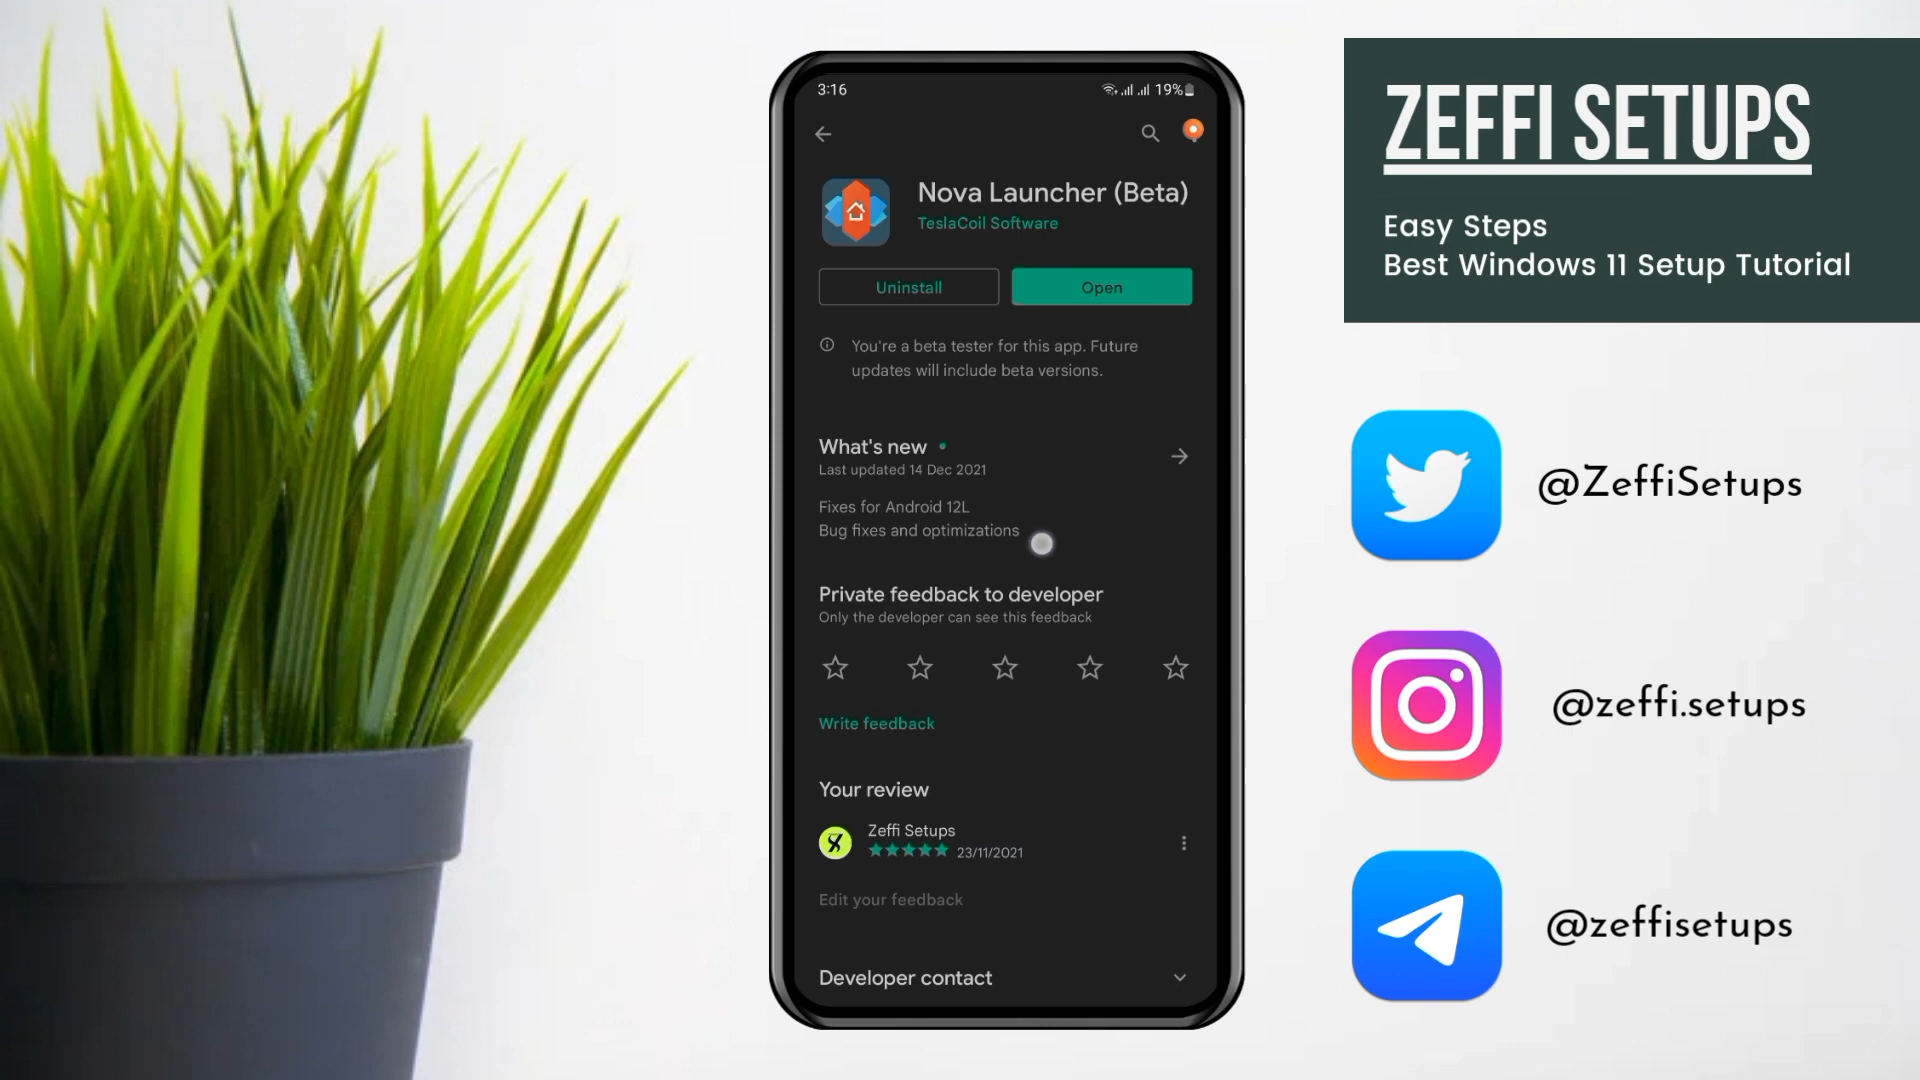 3:16
19%
Nova Launcher (Beta)
TeslaCoil Software
Uninstall
Open
You're a beta tester for this app. Future
updates will include beta versions.
What's new
Last updated 14 Dec 2021
Fixes for Android 12L
Bug fixes and optimizations
Private feedback to developer
Only the developer can see this feedback
Write feedback
Your review
Zeffi Setups
23/11/2021
Edit your feedback
Developer contact
ZEFFI SETUPS
Easy Steps
Best Windows 11 Setup Tutorial
@ZeffiSetups
@zeffi.setups
@zeffisetups